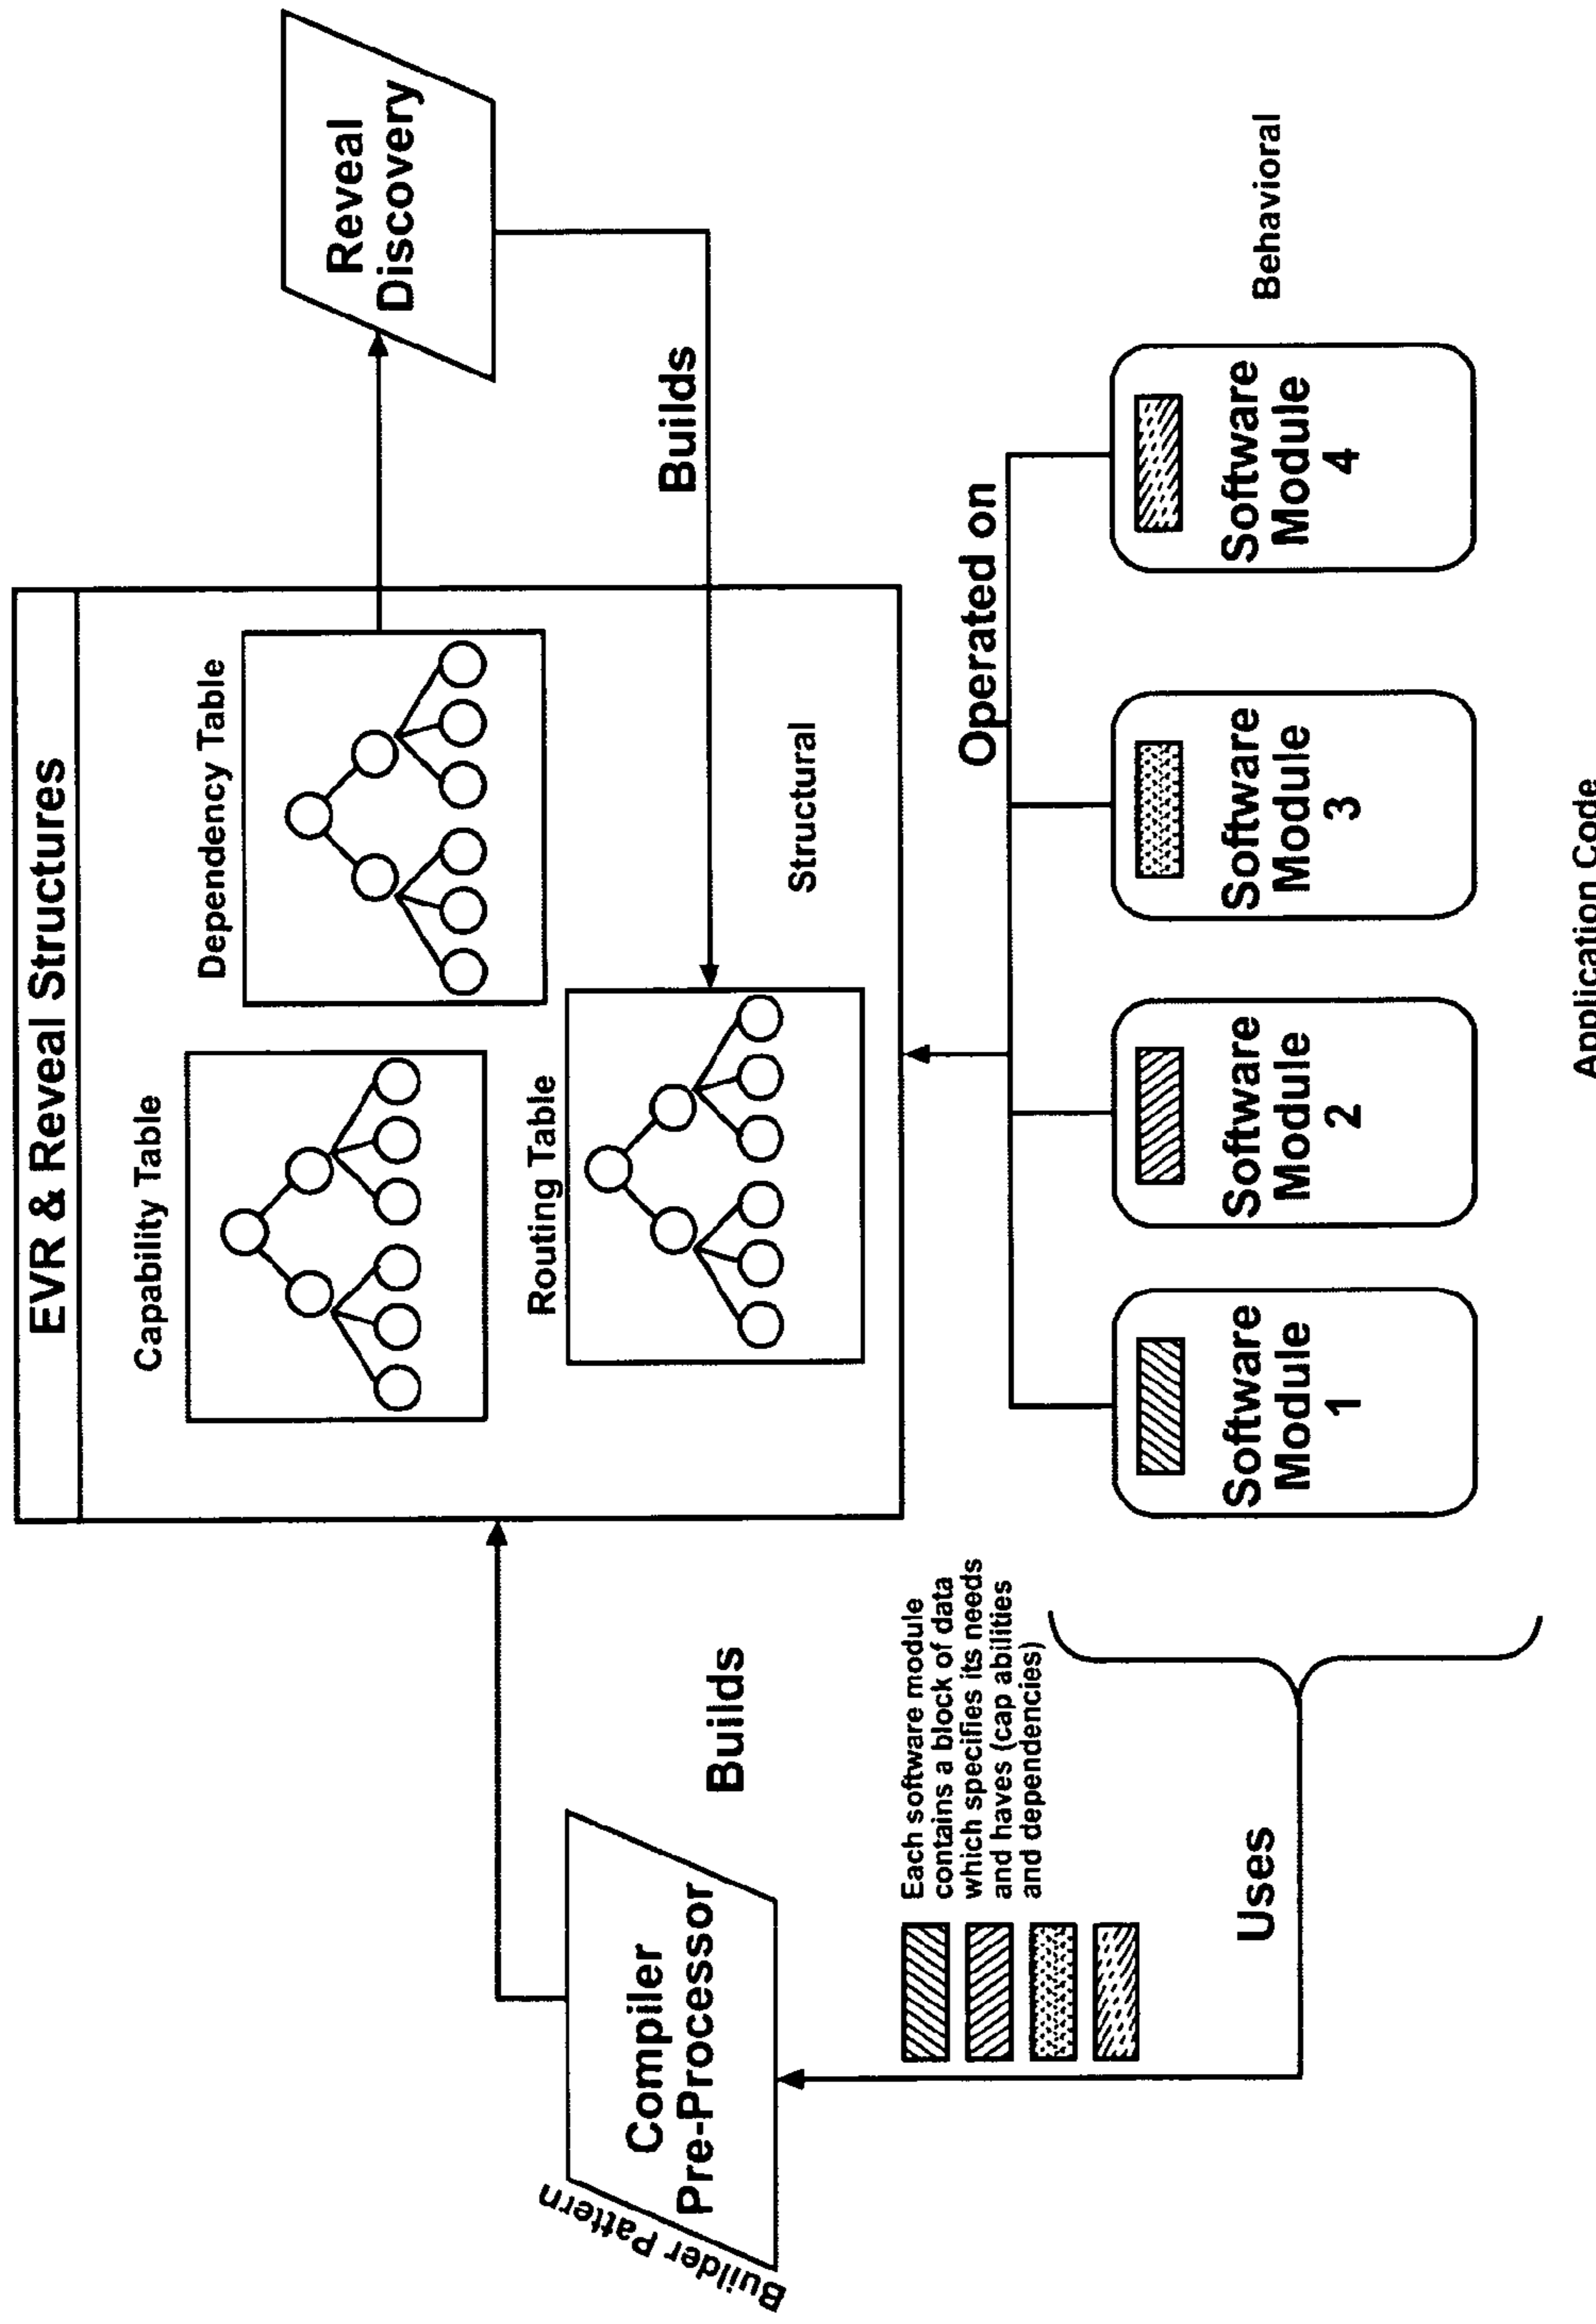 EVR & Reveal Structures
Capability Table
Dependency Table
Routing Table
Structural
Reveal
Discovery
Builds
Compiler
Pre-Processor
Builder Pattern
Builds
Each software module
contains a block of data
which specifies its needs
and haves (cap abilities
and dependencies)
Uses
Operated on
Software
Module
1
Software
Module
2
Software
Module
3
Software
Module
4
Behavioral
Application Code